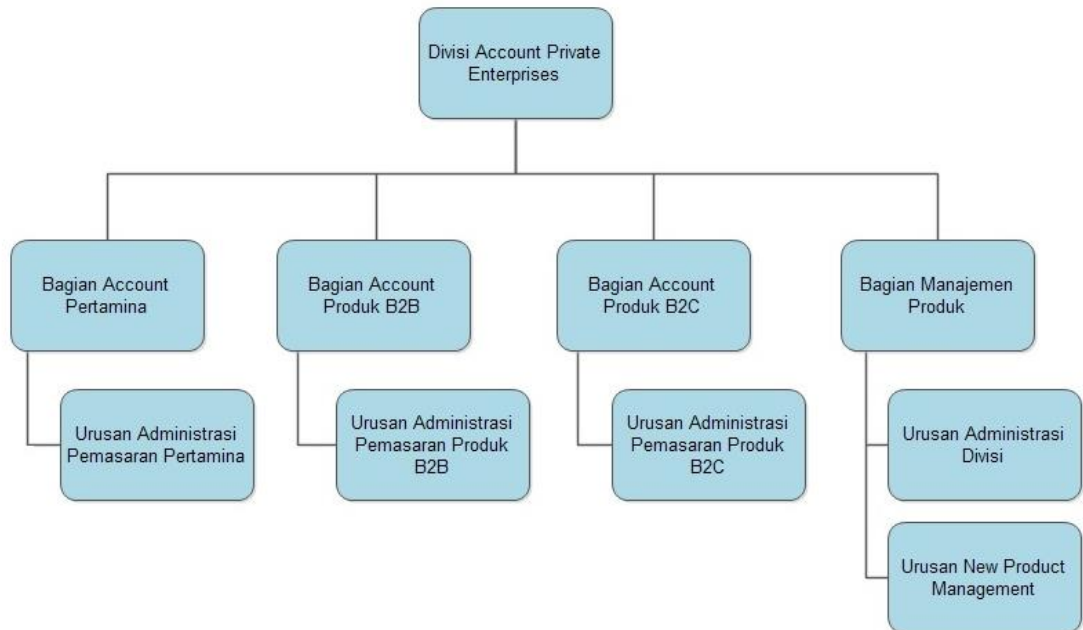 Divisi Account Private
Enterprises
Bagian Account
Pertamina
Bagian Account
Produk B2B
Bagian Account
Produk B2C
Bagian Manajemen
Produk
Urusan Administrasi
Pemasaran Pertamina
Urusan Administrasi
Pemasaran Produk
B2B
Urusan Administrasi
Pemasaran Produk
B2C
Urusan Administrasi
Divisi
Urusan New Product
Management